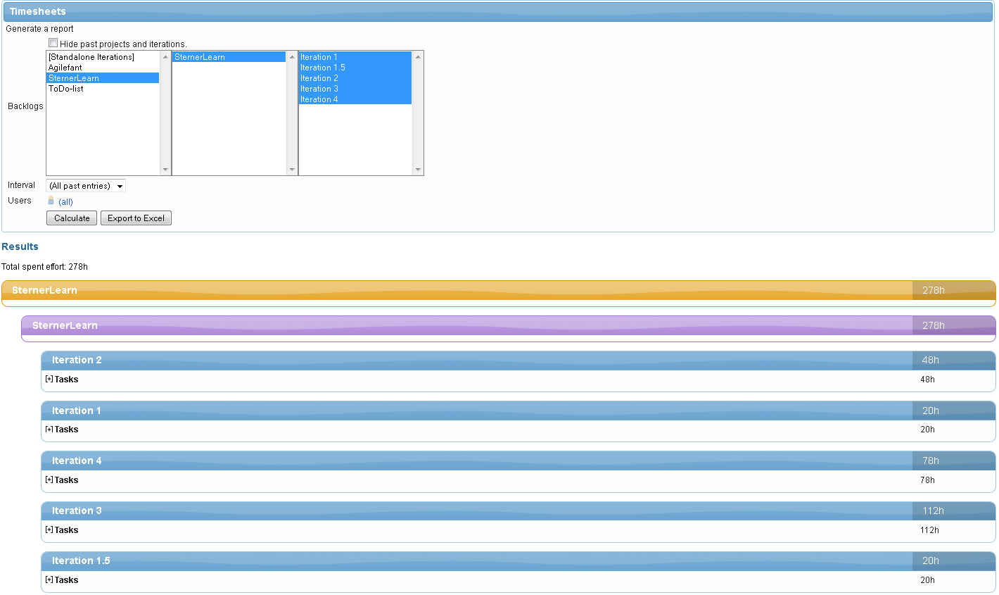 Timesheets
Generate a report
Hide past projects and iterations.
[Standalone Iterations]
Agilefant
SternerLearn
ToDo-list
SternerLearn
Iteration 1
Iteration 1.5
Iteration 2
Iteration 3
Iteration 4
Backlogs
Interval (All past entries)
Users (all)
Calculate Export to Excel
Results
Total spent effort: 278h
SternerLearn 278h
SternerLearn 278h
Iteration 2 48h
[+] Tasks 48h
Iteration 1 20h
[+] Tasks 20h
Iteration 4 78h
[+] Tasks 78h
Iteration 3 112h
[+] Tasks 112h
Iteration 1.5 20h
[+] Tasks 20h